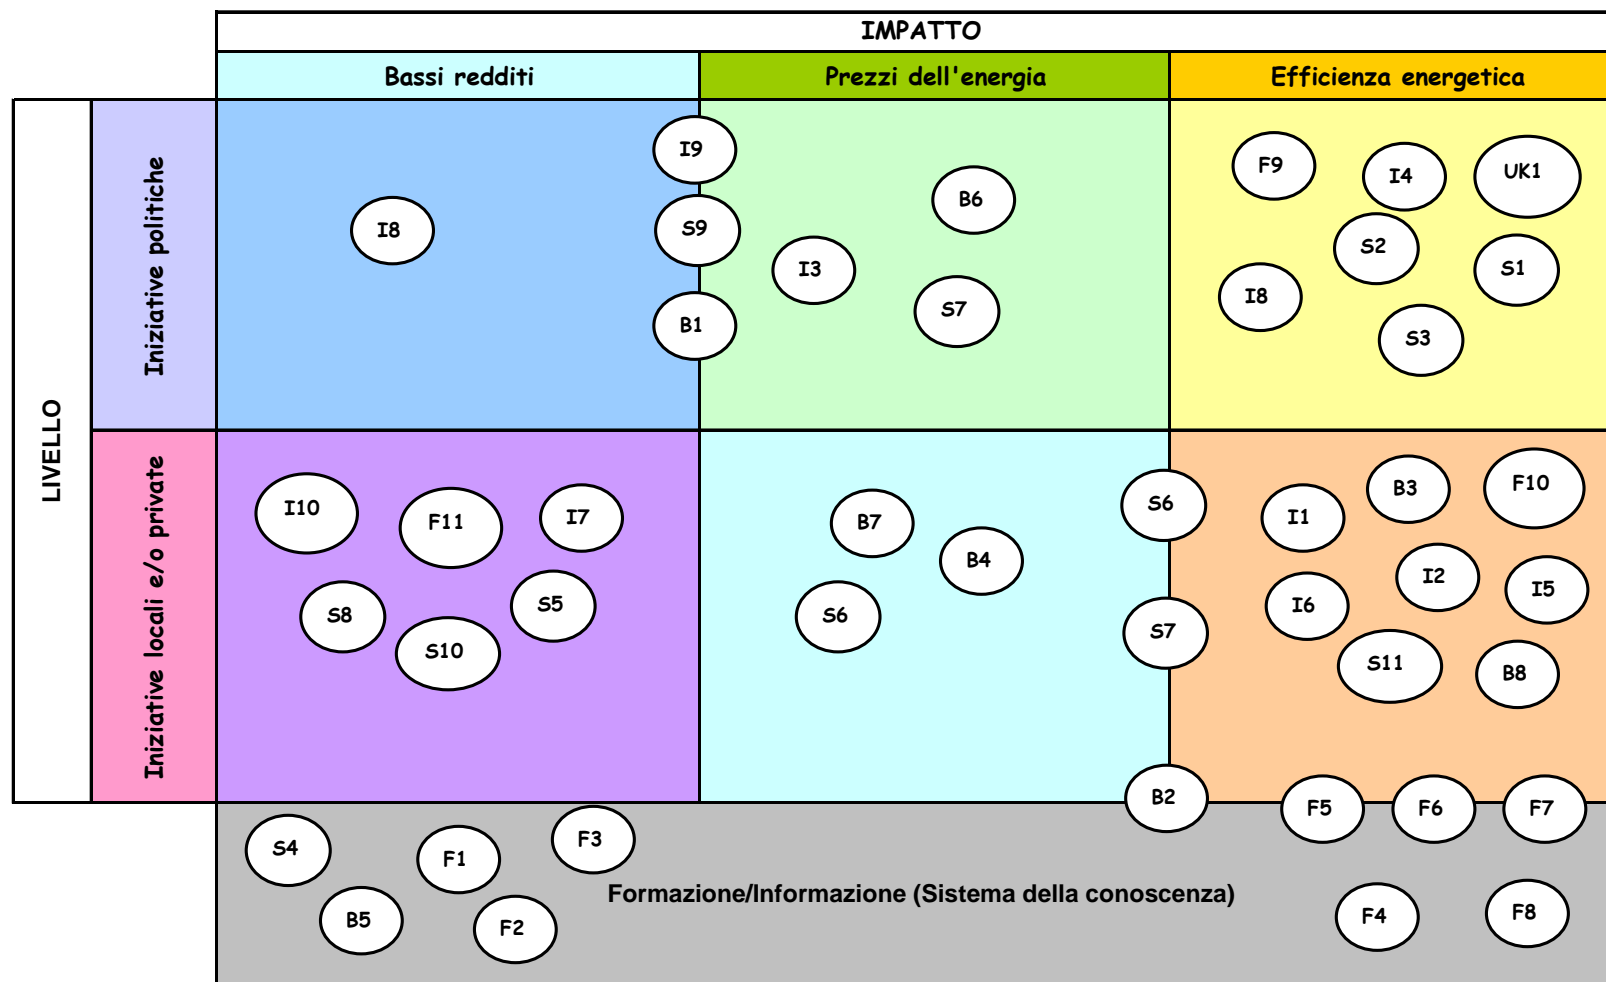 IMPATTO
Bassi redditi
Prezzi dell'energia
Efficienza energetica
LIVELLO
Iniziative politiche
I8
I9
S9
B1
I3
B6
S7
F9
I4
UK1
S2
S1
I8
S3
Iniziative locali e/o private
I10
F11
I7
S8
S10
S5
B7
B4
S6
S6
S7
B2
I1
B3
F10
I6
I2
I5
S11
B8
F5
F6
F7
S4
F1
F3
B5
F2
Formazione/Informazione (Sistema della conoscenza)
F4
F8